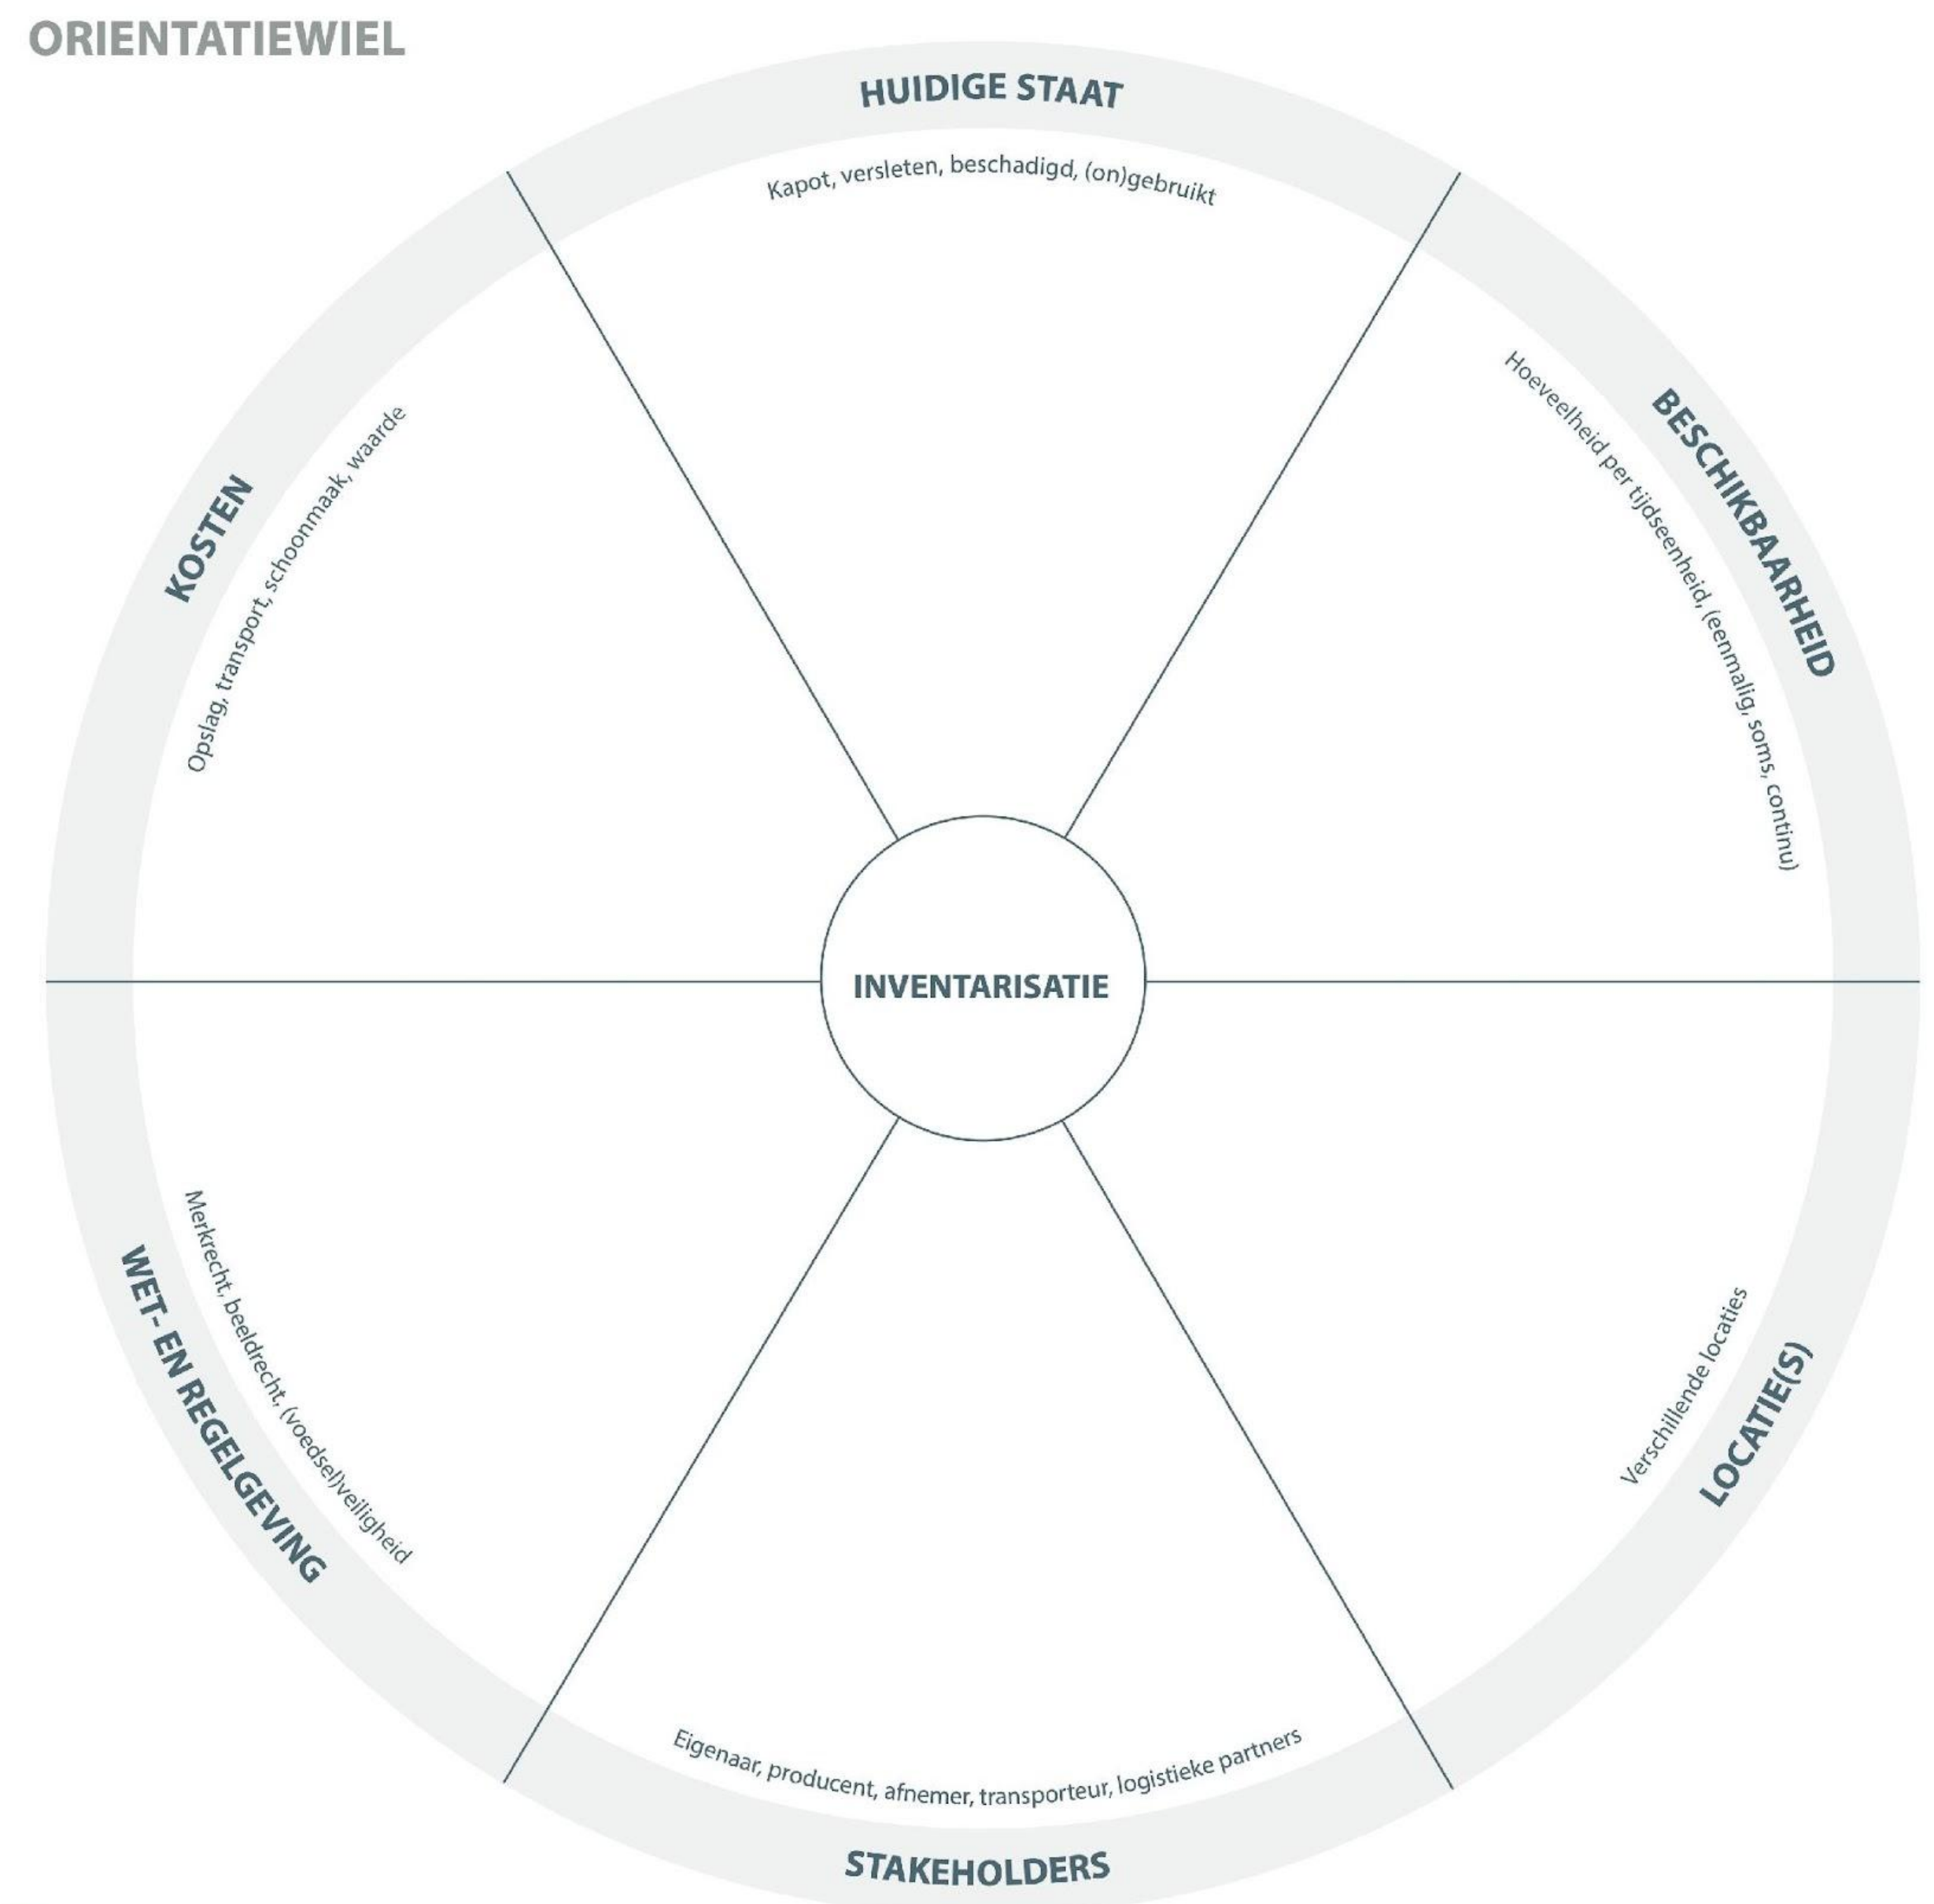 ORIENTATIEWIEL
HUIDIGE STAAT
Kapot, versleten, beschadigd, (on)gebruikt
BESCHIKBAARHEID
Hoeveelheid per tijdseenheid, (eenmalig, soms, continu)
LOCATIE(S)
Verschillende locaties
STAKEHOLDERS
Eigenaar, producent, afnemer, transporteur, logistieke partners
WET- EN REGELGEVING
Merkrecht, beeldrecht, (voedsel)veiligheid
KOSTEN
Opslag, transport, schoonmaak, waarde
INVENTARISATIE